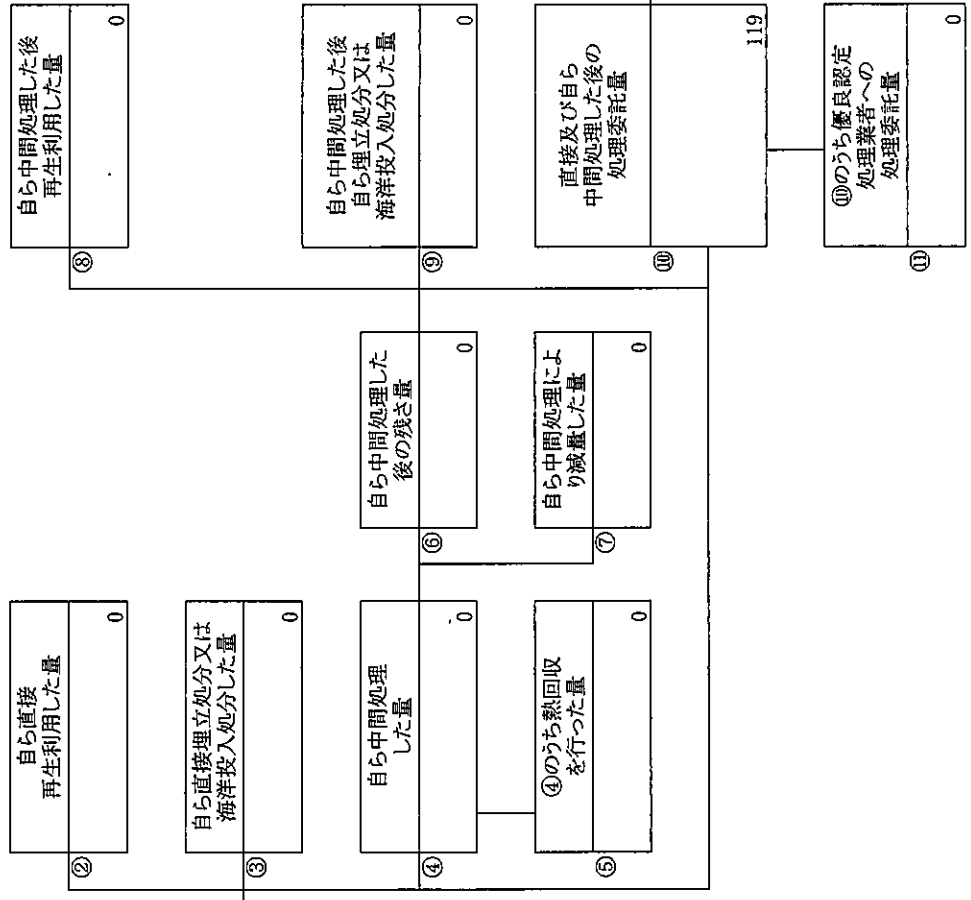 ②
自ら直接
再生利用した量
0
③
自ら直接埋立処分又は
海洋投入処分した量
0
④
自ら中間処理
した量
0
⑤
④のうち熱回収
を行った量
0
⑥
自ら中間処理した
後の残さ量
0
⑦
自ら中間処理によ
り減量した量
0
⑧
自ら中間処理した後
再生利用した量
0
⑨
自ら中間処理した後
自ら埋立処分又は
海洋投入処分した量
0
⑩
直接及び自ら
中間処理した後の
処理委託量
119
⑪
⑩のうち優良認定
処理業者への
処理委託量
0